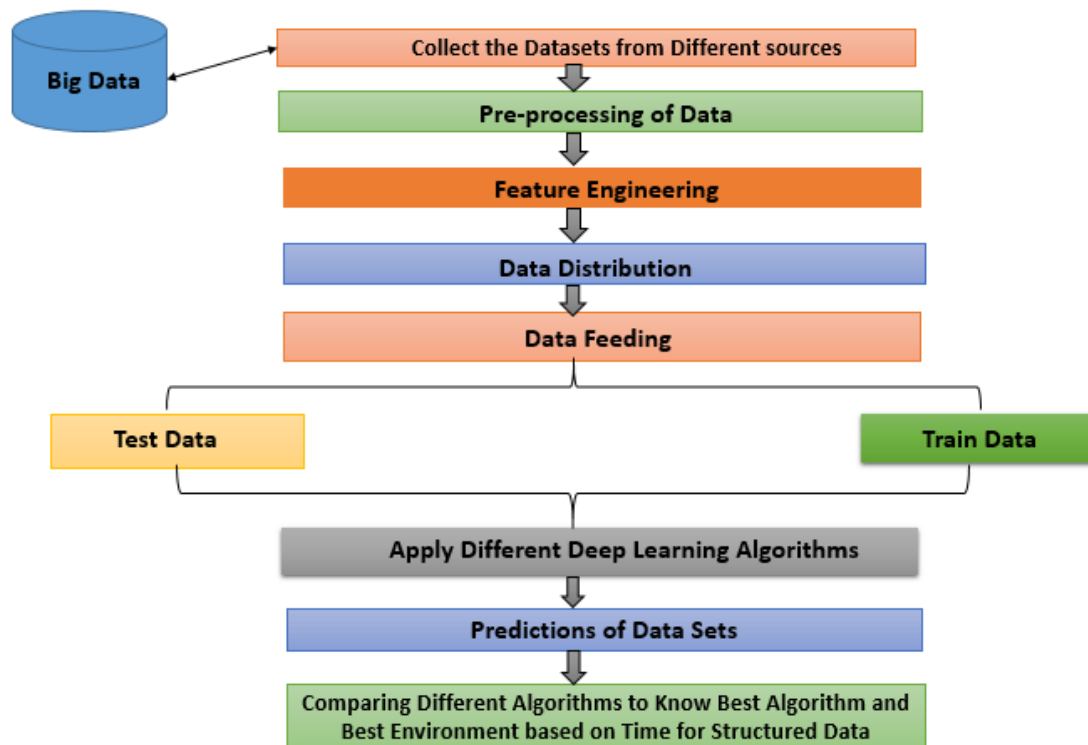 Big Data
Collect the Datasets from Different sources
Pre-processing of Data
Feature Engineering
Data Distribution
Data Feeding
Test Data
Train Data
Apply Different Deep Learning Algorithms
Predictions of Data Sets
Comparing Different Algorithms to Know Best Algorithm and
Best Environment based on Time for Structured Data